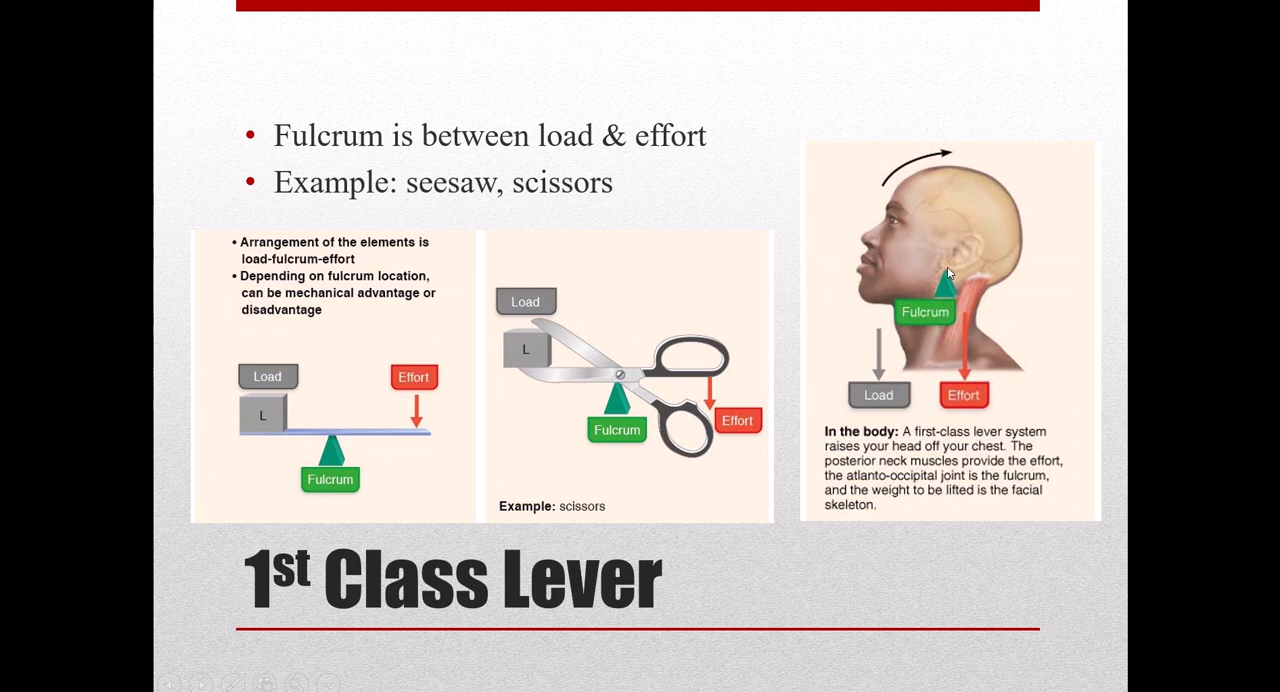 • Fulcrum is between load & effort
• Example: seesaw, scissors
• Arrangement of the elements is
load-fulcrum-effort
• Depending on fulcrum location,
can be mechanical advantage or
disadvantage
Load
Effort
L
Fulcrum
Load
L
Fulcrum
Effort
Example: scissors
Fulcrum
Load
Effort
In the body: A first-class lever system
raises your head off your chest. The
posterior neck muscles provide the effort,
the atlanto-occipital joint is the fulcrum,
and the weight to be lifted is the facial
skeleton.
1st Class Lever